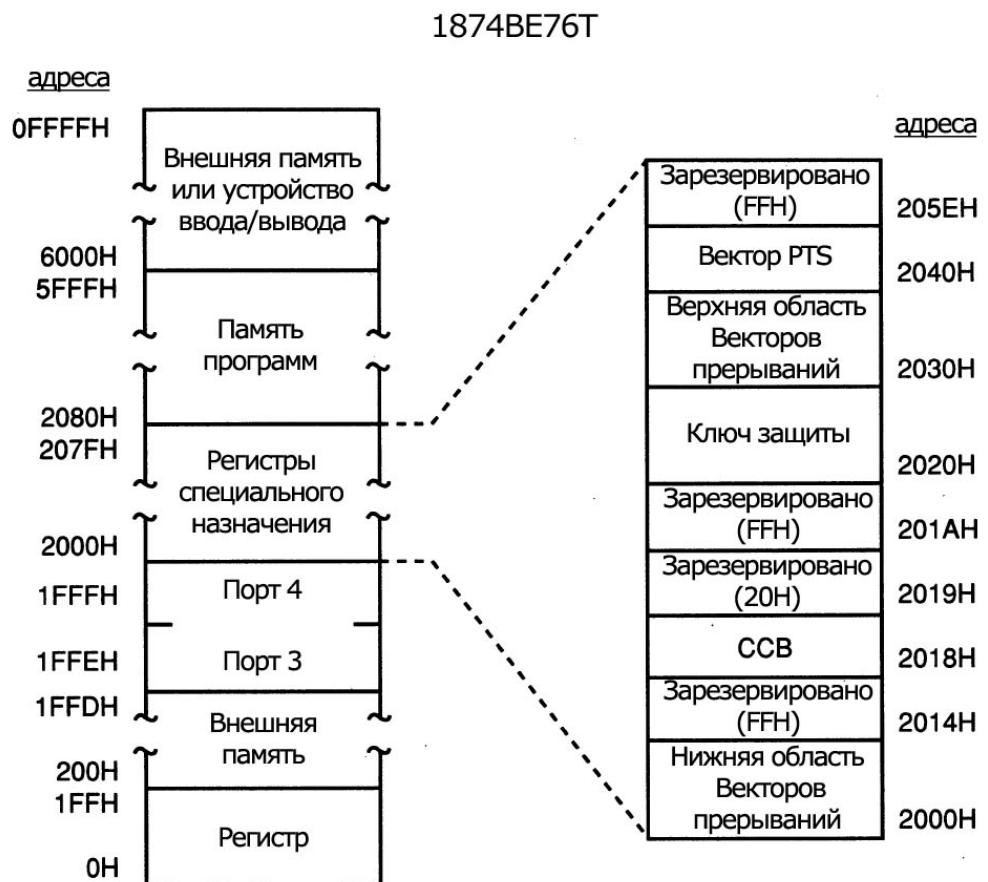 1874ВЕ76Т
адреса
0FFFFH
Внешняя память
или устройство
ввода/вывода
6000H
5FFFH
Память
программ
2080H
207FH
Регистры
специального
назначения
2000H
1FFFH
Порт 4
1FFEH
Порт 3
1FFDH
Внешняя
память
200H
1FFH
Регистр
0H
адреса
Зарезервировано
(FFH)
205EH
Вектор PTS
2040H
Верхняя область
Векторов
прерываний
2030H
Ключ защиты
2020H
Зарезервировано
(FFH)
201AH
Зарезервировано
(20H)
2019H
CCB
2018H
Зарезервировано
(FFH)
2014H
Нижняя область
Векторов
прерываний
2000H